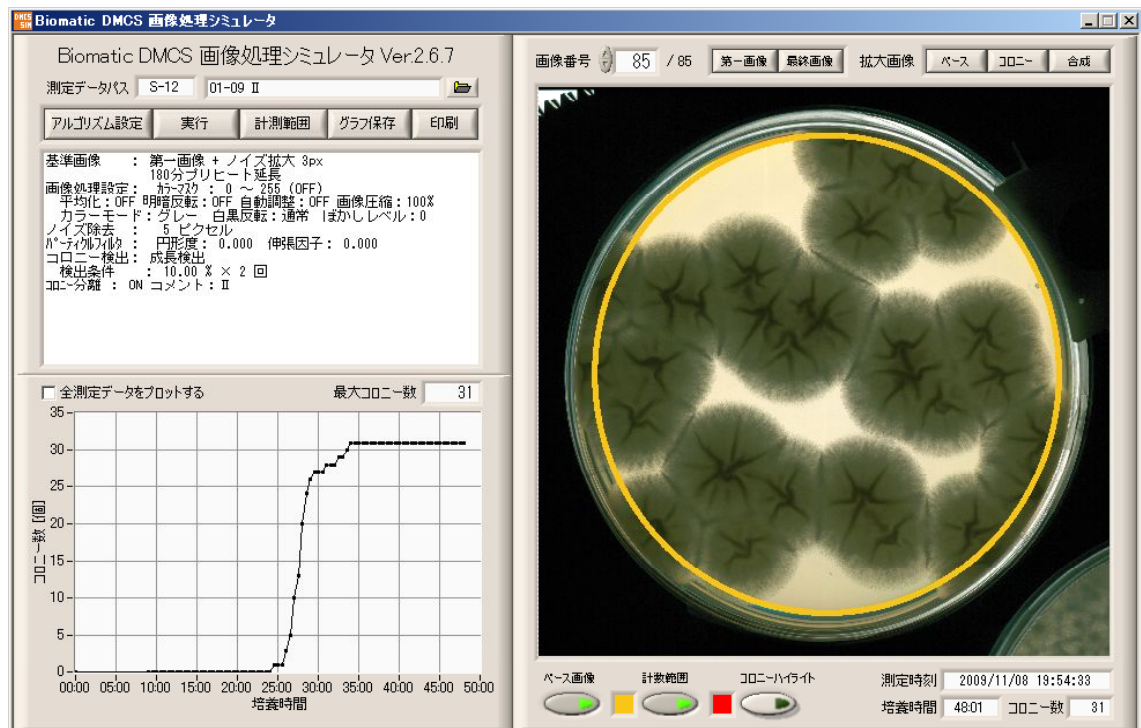 DMCS SIM Biomatic DMCS 画像処理シミュレータ
Biomatic DMCS 画像処理シミュレータ Ver.2.6.7
測定データパス S-12 01-09 Ⅱ
アルゴリズム設定 実行 計測範囲 グラフ保存 印刷
基準画像 : 第一画像 + ノイズ拡大 3px
180分プリヒート延長
画像処理設定: カラーマスク : 0 ～ 255 (OFF)
平均化:OFF 明暗反転:OFF 自動調整:OFF 画像圧縮:100%
カラーモード:グレー 白黒反転:通常 ぼかしレベル:0
ノイズ除去 : 5 ピクセル
パーティクルフィルタ : 円形度: 0.000 伸張因子: 0.000
コロニー検出: 成長検出
検出条件 : 10.00 % × 2 回
コロニー分離 : ON コメント:Ⅱ
全測定データをプロットする 最大コロニー数 31
コロニー数 [個]
35
30
25
20
15
10
5
0
00:00 05:00 10:00 15:00 20:00 25:00 30:00 35:00 40:00 45:00 50:00
培養時間
画像番号 85 / 85 第一画像 最終画像 拡大画像 ベース コロニー 合成
ベース画像 計数範囲 コロニーハイライト
測定時刻 2009/11/08 19:54:33
培養時間 48:01 コロニー数 31